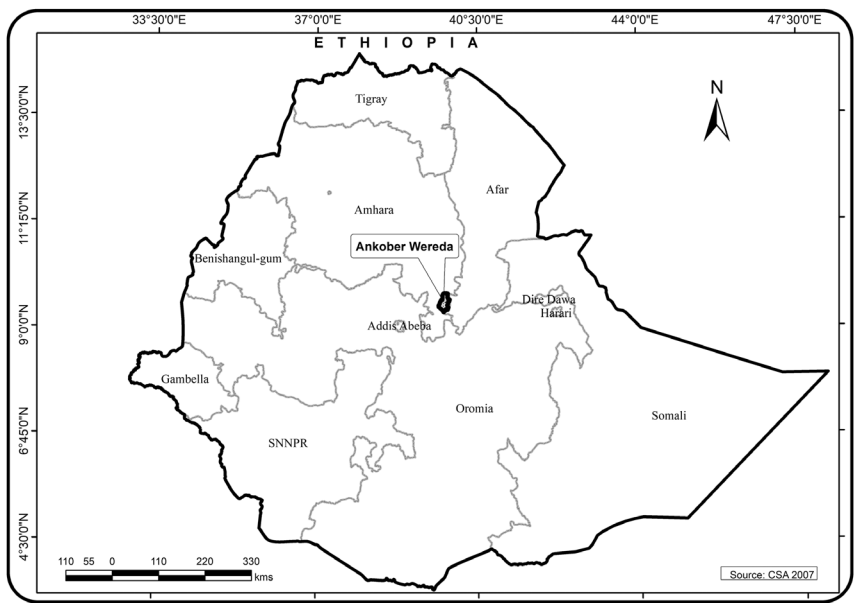 33°30'0"E 37°0'0"E 40°30'0"E 44°0'0"E 47°30'0"E
E T H I O P I A
N
13°30'0"N
11°15'0"N
9°0'0"N
6°45'0"N
4°30'0"N
Tigray
Afar
Amhara
Ankober Wereda
Benishangul-gum
Dire Dawa
Harari
Addis Abeba
Gambella
Oromia
Somali
SNNPR
110 55 0 110 220 330
kms
Source: CSA 2007